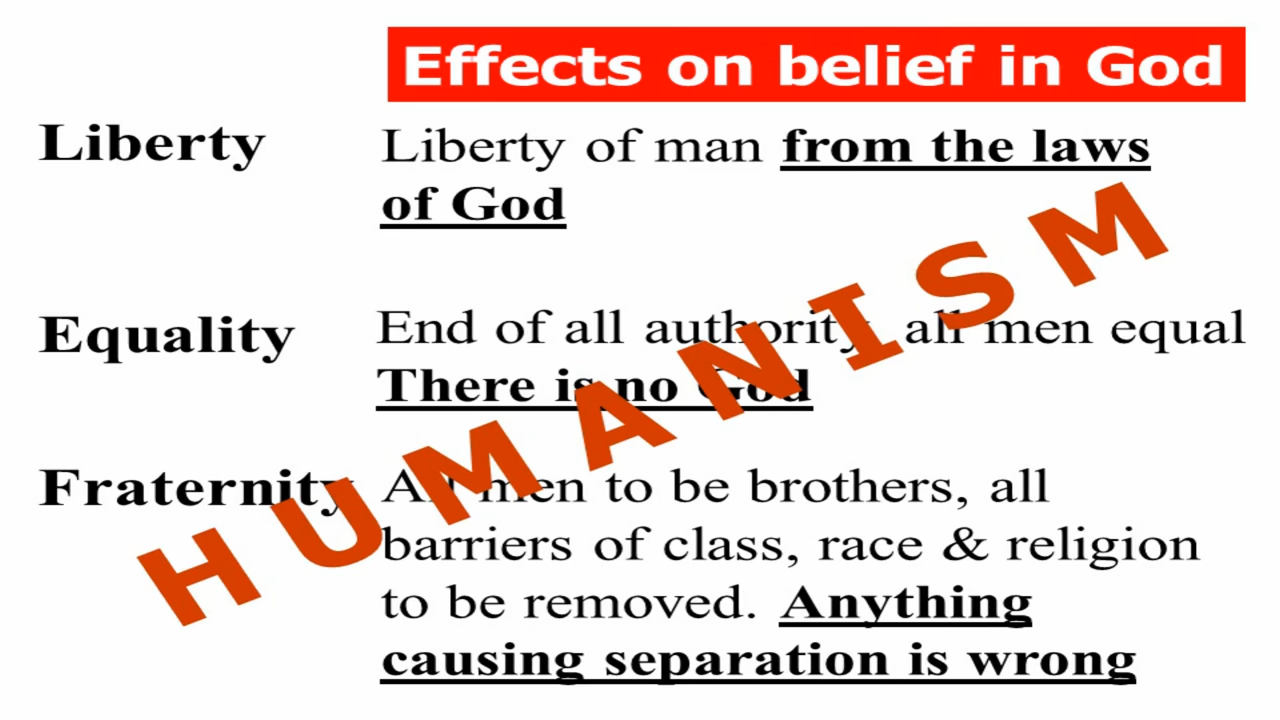 Effects on belief in God
Liberty
Liberty of man from the laws
of God
Equality
End of all authority, all men equal
There is no God
Fraternity
All men to be brothers, all
barriers of class, race & religion
to be removed. Anything
causing separation is wrong
HUMANISM